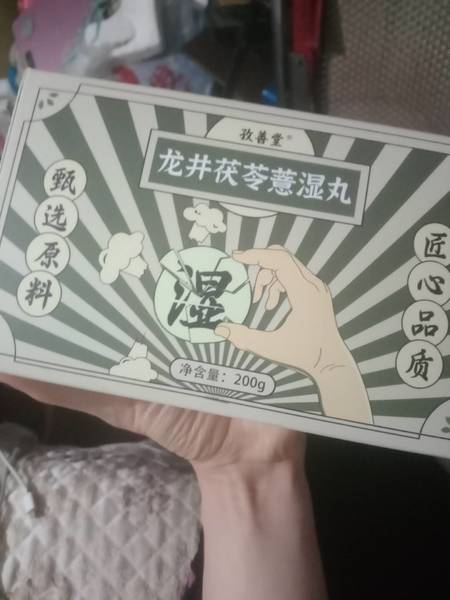 孜善堂®
龙井茯苓薏湿丸
甄选原料
匠心品质
湿
净含量：200g